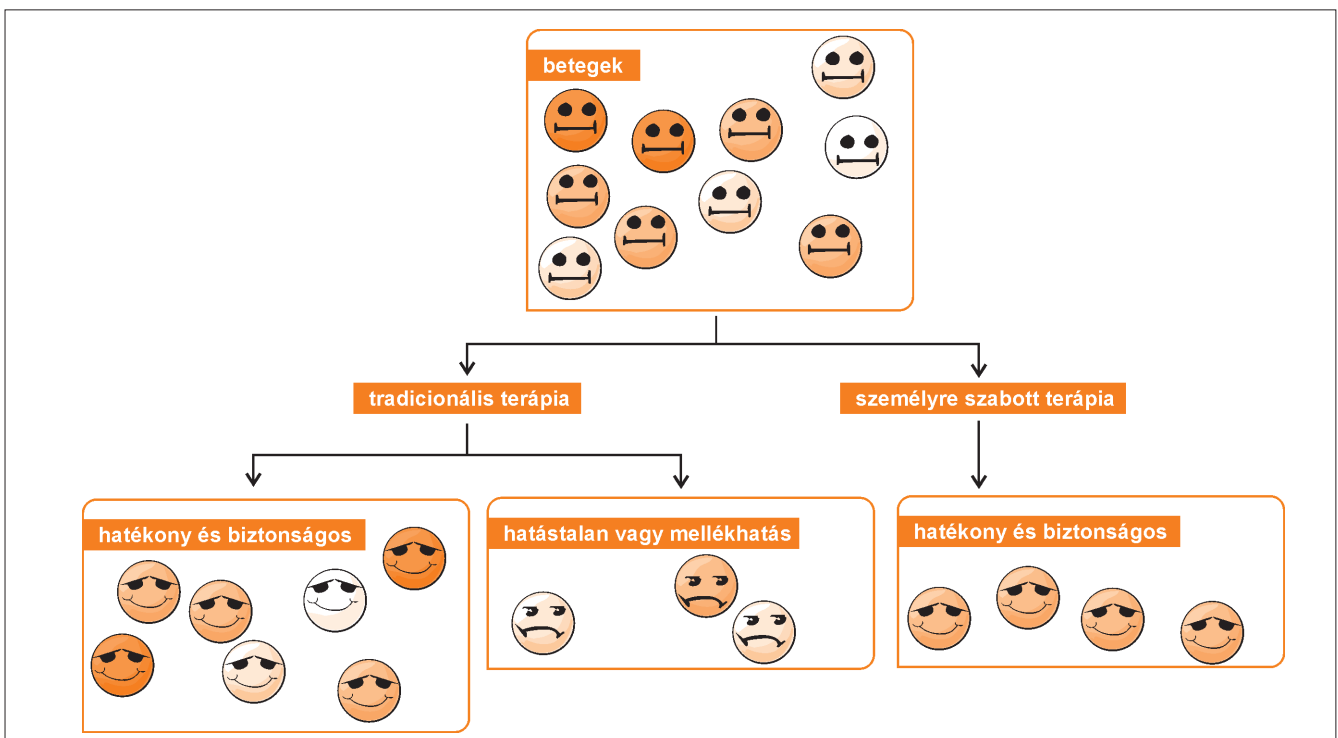 betegek
tradicionális terápia
személyre szabott terápia
hatékony és biztonságos
hatástalan vagy mellékhatás
hatékony és biztonságos